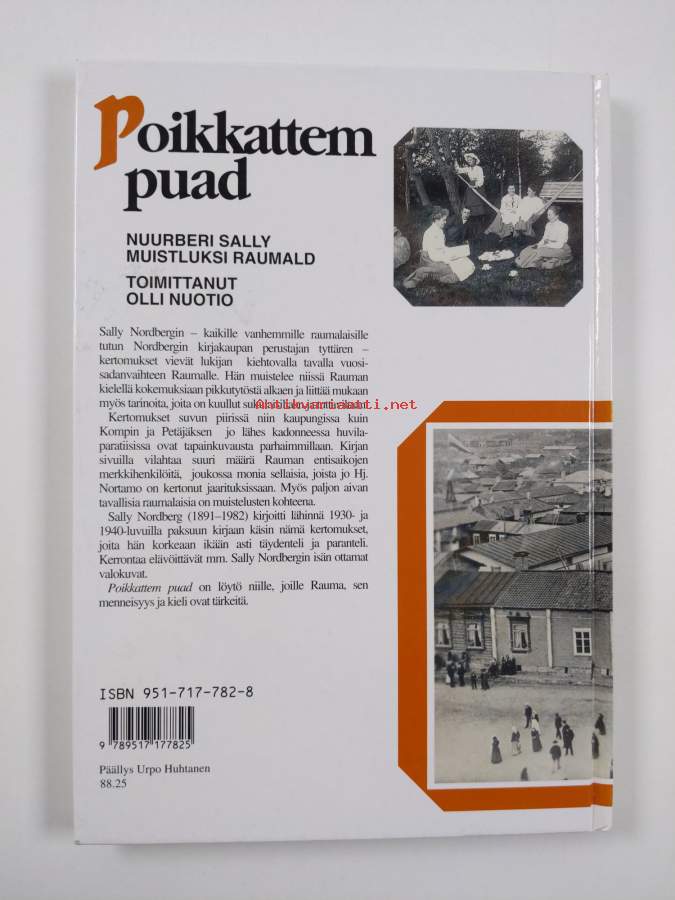 Poikkattem
puad
NUURBERI SALLY
MUISTLUKSI RAUMALD
TOIMITTANUT
OLLI NUOTIO
Sally Nordbergin – kaikille vanhemmille raumalaisille
tutun Nordbergin kirjakaupan perustajan tyttären –
kertomukset vievät lukijan kiehtovalla tavalla vuosi-
sadanvaihteen Raumalle. Hän muistelee niissä Rauman
kielellä kokemuksiaan pikkutytöstä alkaen ja liittää mukaan
myös tarinoita, joita on kuullut
antikvariaatti.net
Kertomukset suvun piirissä niin kaupungissa kuin
Kompin ja Petäjäksen jo lähes kadonneessa huvila-
paratiisissa ovat tapainkuvausta parhaimmillaan. Kirjan
sivuilla vilahtaa suuri määrä Rauman entisaikojen
merkkihenkilöitä, joukossa monia sellaisia, joista jo Hj.
Nortamo on kertonut jaarituksissaan. Myös paljon aivan
tavallisia raumalaisia on muistelusten kohteena.
Sally Nordberg (1891–1982) kirjoitti lähinnä 1930- ja
1940-luvuilla paksuun kirjaan käsin nämä kertomukset,
joita hän korkeaan ikään asti täydenteli ja paranteli.
Kerrontaa elävöittävät mm. Sally Nordbergin isän ottamat
valokuvat.
Poikkattem puad on löytö niille, joille Rauma, sen
menneisyys ja kieli ovat tärkeitä.
ISBN 951-717-782-8
9 789517 177825
Päällys Urpo Huhtanen
88.25